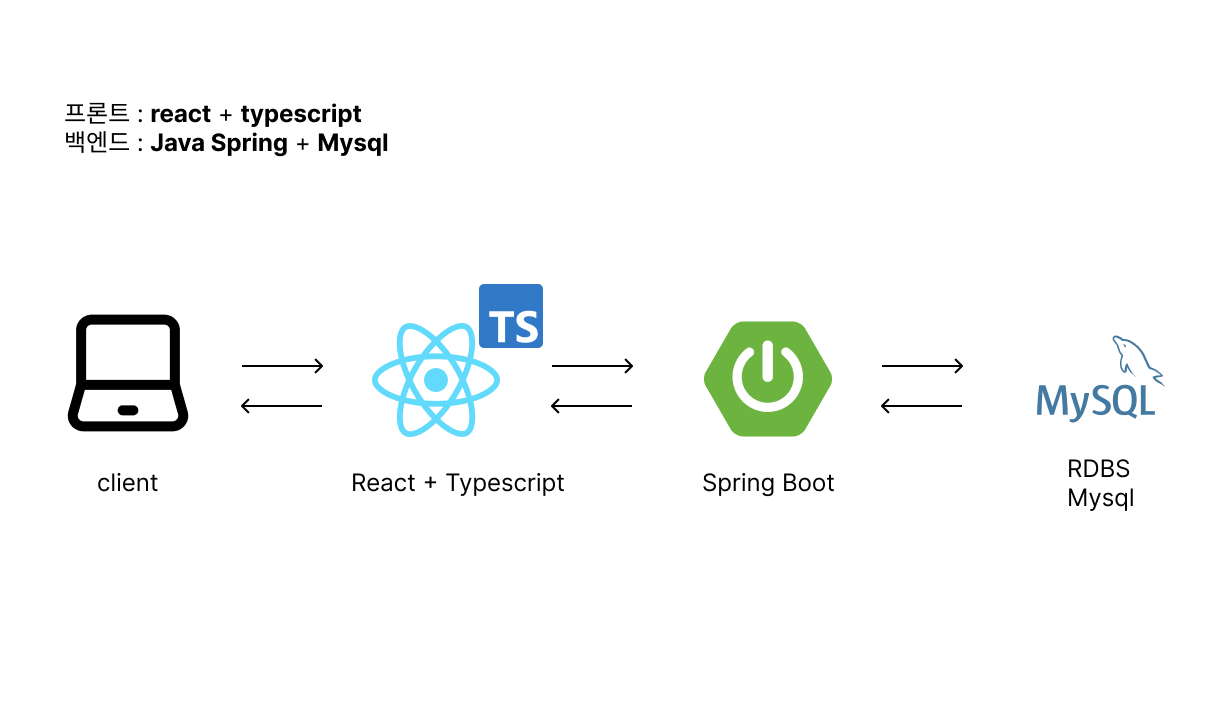 프론트 : react + typescript
백엔드 : Java Spring + Mysql
TS
MySQL
client
React + Typescript
Spring Boot
RDBS
Mysql